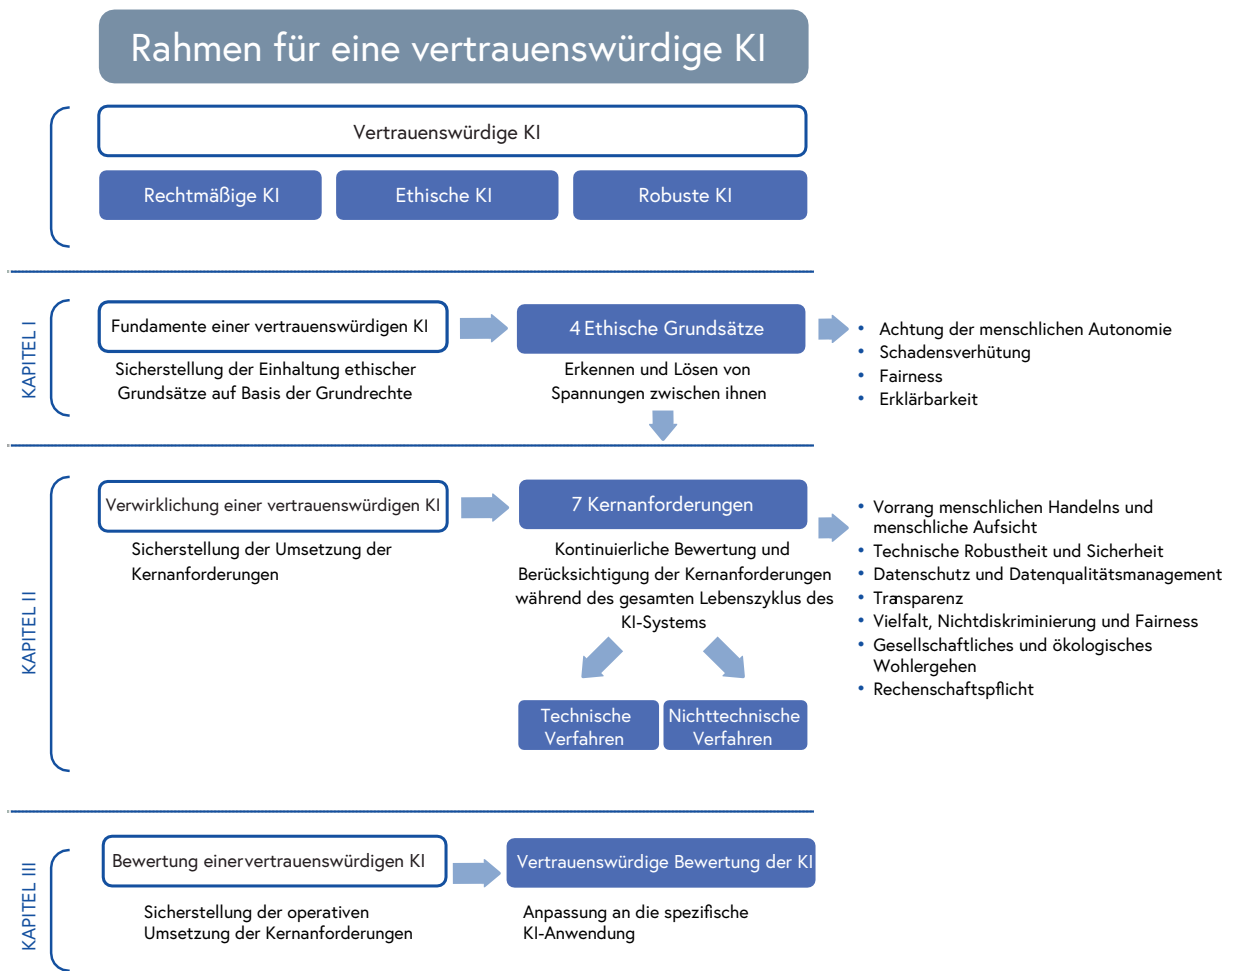 Rahmen für eine vertrauenswürdige KI
Vertrauenswürdige KI
Rechtmäßige KI
Ethische KI
Robuste KI
KAPITEL I
Fundamente einer vertrauenswürdigen KI
Sicherstellung der Einhaltung ethischer
Grundsätze auf Basis der Grundrechte
4 Ethische Grundsätze
Erkennen und Lösen von
Spannungen zwischen ihnen
• Achtung der menschlichen Autonomie
• Schadensverhütung
• Fairness
• Erklärbarkeit
KAPITEL II
Verwirklichung einer vertrauenswürdigen KI
Sicherstellung der Umsetzung der
Kernanforderungen
7 Kernanforderungen
Kontinuierliche Bewertung und
Berücksichtigung der Kernanforderungen
während des gesamten Lebenszyklus des
KI-Systems
Technische
Verfahren
Nichttechnische
Verfahren
• Vorrang menschlichen Handelns und
menschliche Aufsicht
• Technische Robustheit und Sicherheit
• Datenschutz und Datenqualitätsmanagement
• Transparenz
• Vielfalt, Nichtdiskriminierung und Fairness
• Gesellschaftliches und ökologisches
Wohlergehen
• Rechenschaftspflicht
KAPITEL III
Bewertung einervertrauenswürdigen KI
Sicherstellung der operativen
Umsetzung der Kernanforderungen
Vertrauenswürdige Bewertung der KI
Anpassung an die spezifische
KI-Anwendung